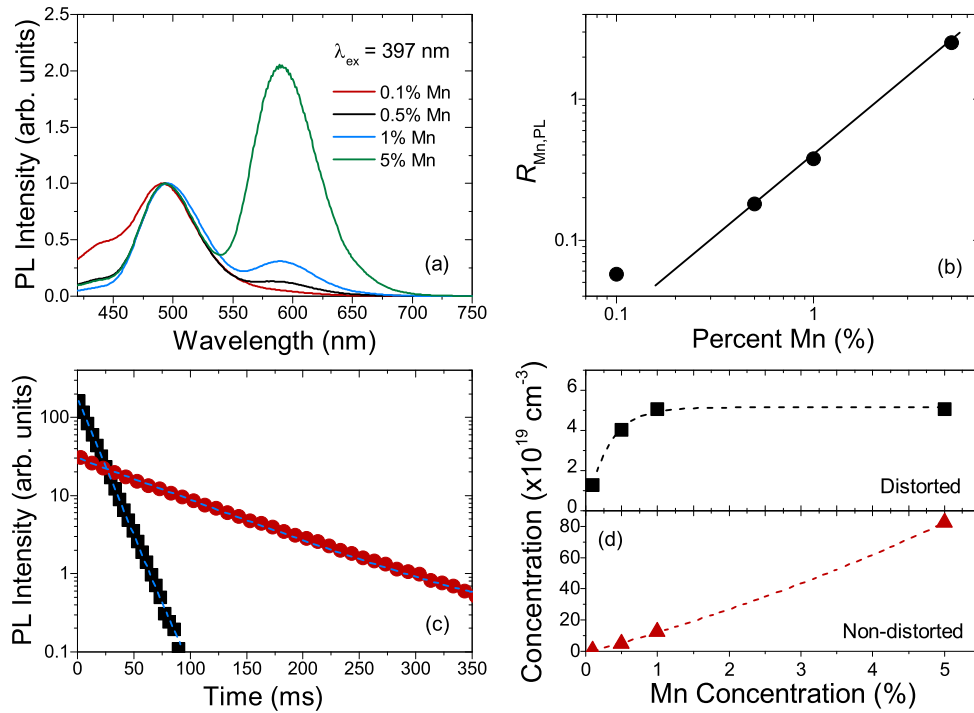 PL Intensity (arb. units)
2.5
2.0
1.5
1.0
0.5
0.0
λex = 397 nm
0.1% Mn
0.5% Mn
1% Mn
5% Mn
(a)
450 500 550 600 650 700 750
Wavelength (nm)
RMn,PL
1
0.1
(b)
0.1 1
Percent Mn (%)
PL Intensity (arb. units)
100
10
1
0.1
(c)
0 50 100 150 200 250 300 350
Time (ms)
Concentration (x10^19 cm^-3)
6
4
2
0
Distorted
80
60
40
20
0
(d)
Non-distorted
0 1 2 3 4 5
Mn Concentration (%)